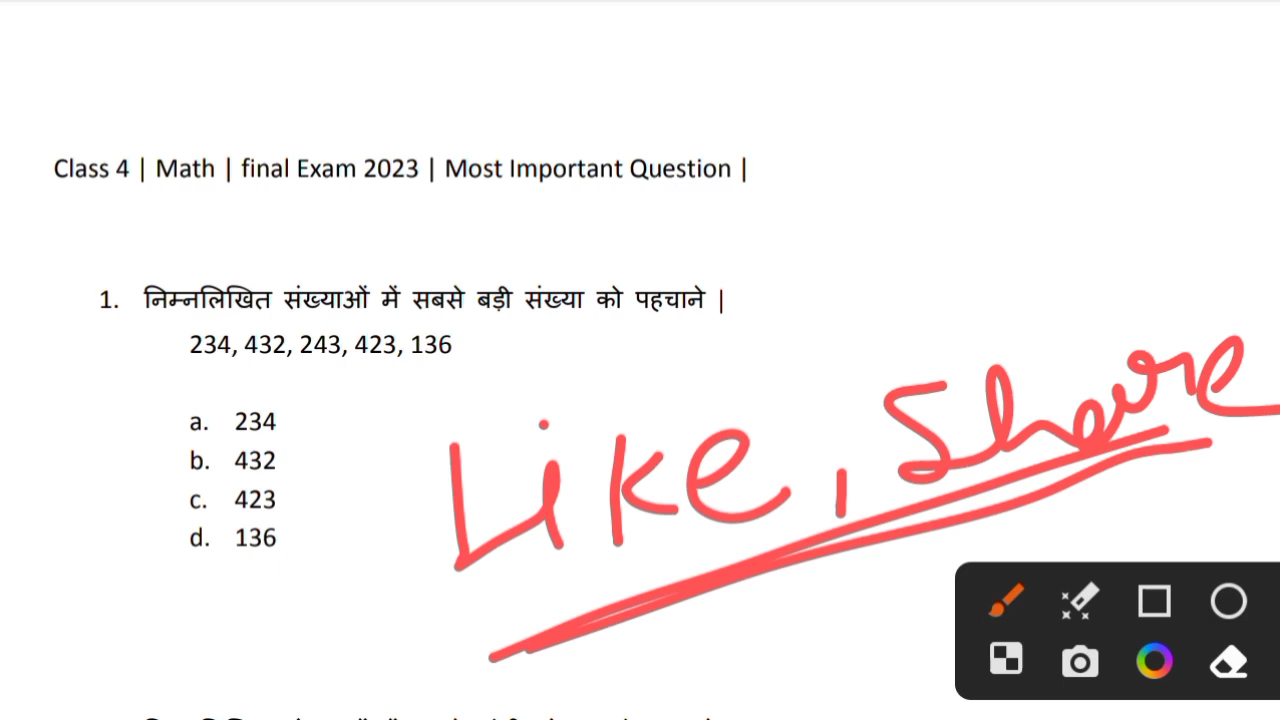 Class 4 | Math | final Exam 2023 | Most Important Question |
1. निम्नलिखित संख्याओं में सबसे बड़ी संख्या को पहचाने |
234, 432, 243, 423, 136
a. 234
b. 432
c. 423
d. 136
Like, Share